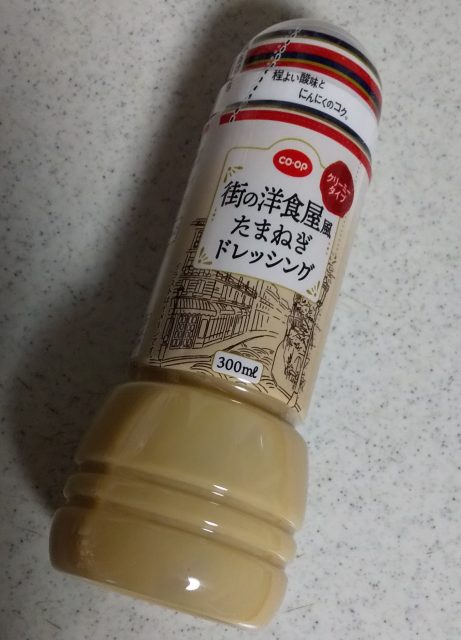 程よい酸味と
にんにくのコク。
CO·OP
クリーミー
タイプ
街の洋食屋風
たまねぎ
ドレッシング
300mℓ